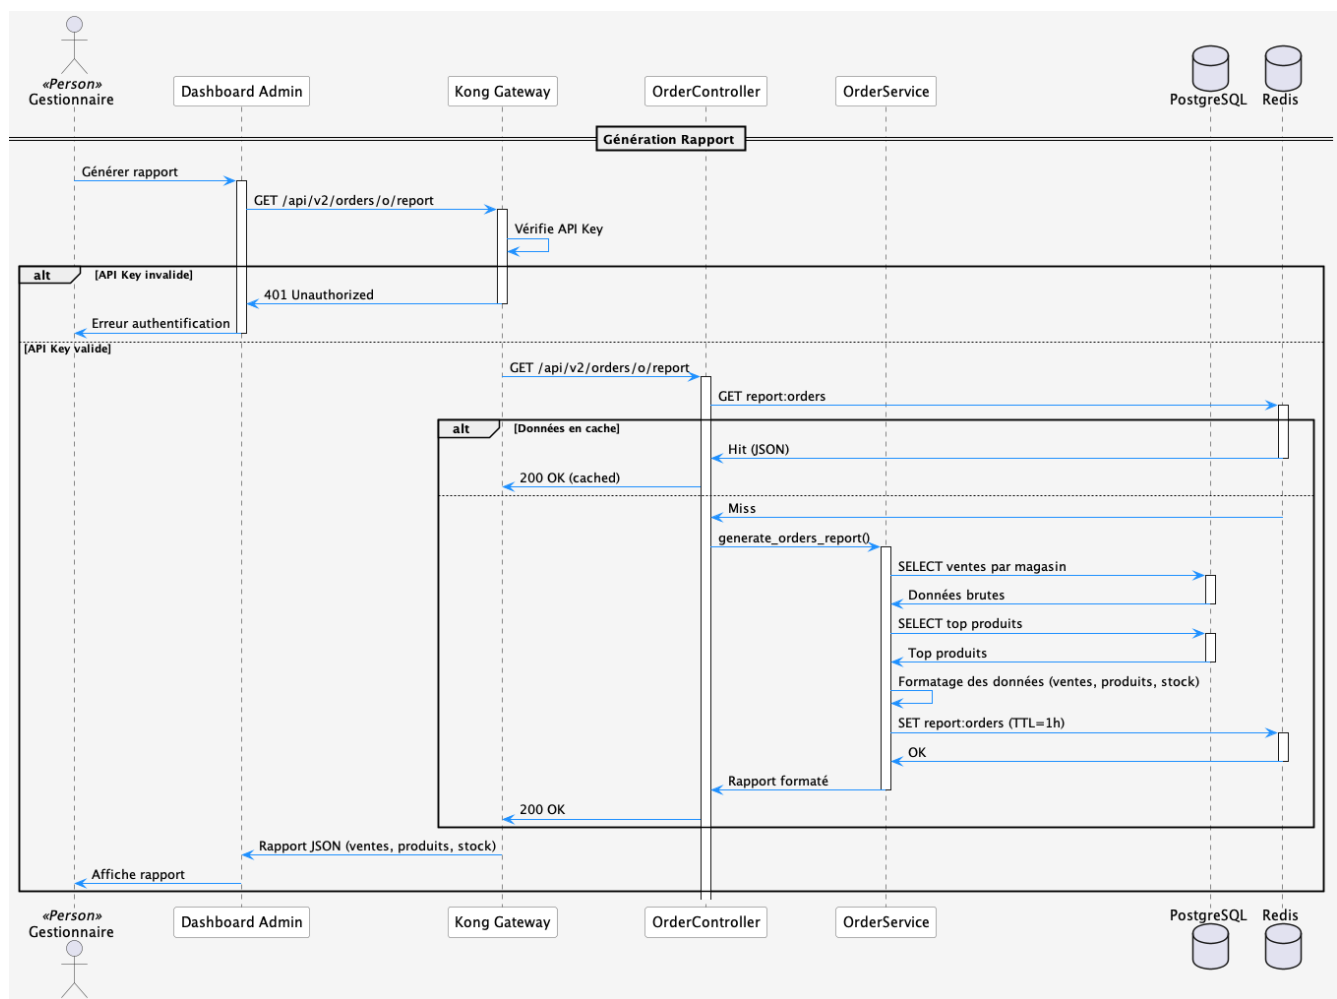 «Person»
Gestionnaire
Dashboard Admin
Kong Gateway
OrderController
OrderService
PostgreSQL
Redis
Génération Rapport
Générer rapport
GET /api/v2/orders/o/report
Vérifie API Key
alt
[API Key invalide]
401 Unauthorized
Erreur authentification
[API Key valide]
GET /api/v2/orders/o/report
GET report:orders
alt
[Données en cache]
Hit (JSON)
200 OK (cached)
Miss
generate_orders_report()
SELECT ventes par magasin
Données brutes
SELECT top produits
Top produits
Formatage des données (ventes, produits, stock)
SET report:orders (TTL=1h)
OK
Rapport formaté
200 OK
Rapport JSON (ventes, produits, stock)
Affiche rapport
«Person»
Gestionnaire
Dashboard Admin
Kong Gateway
OrderController
OrderService
PostgreSQL
Redis